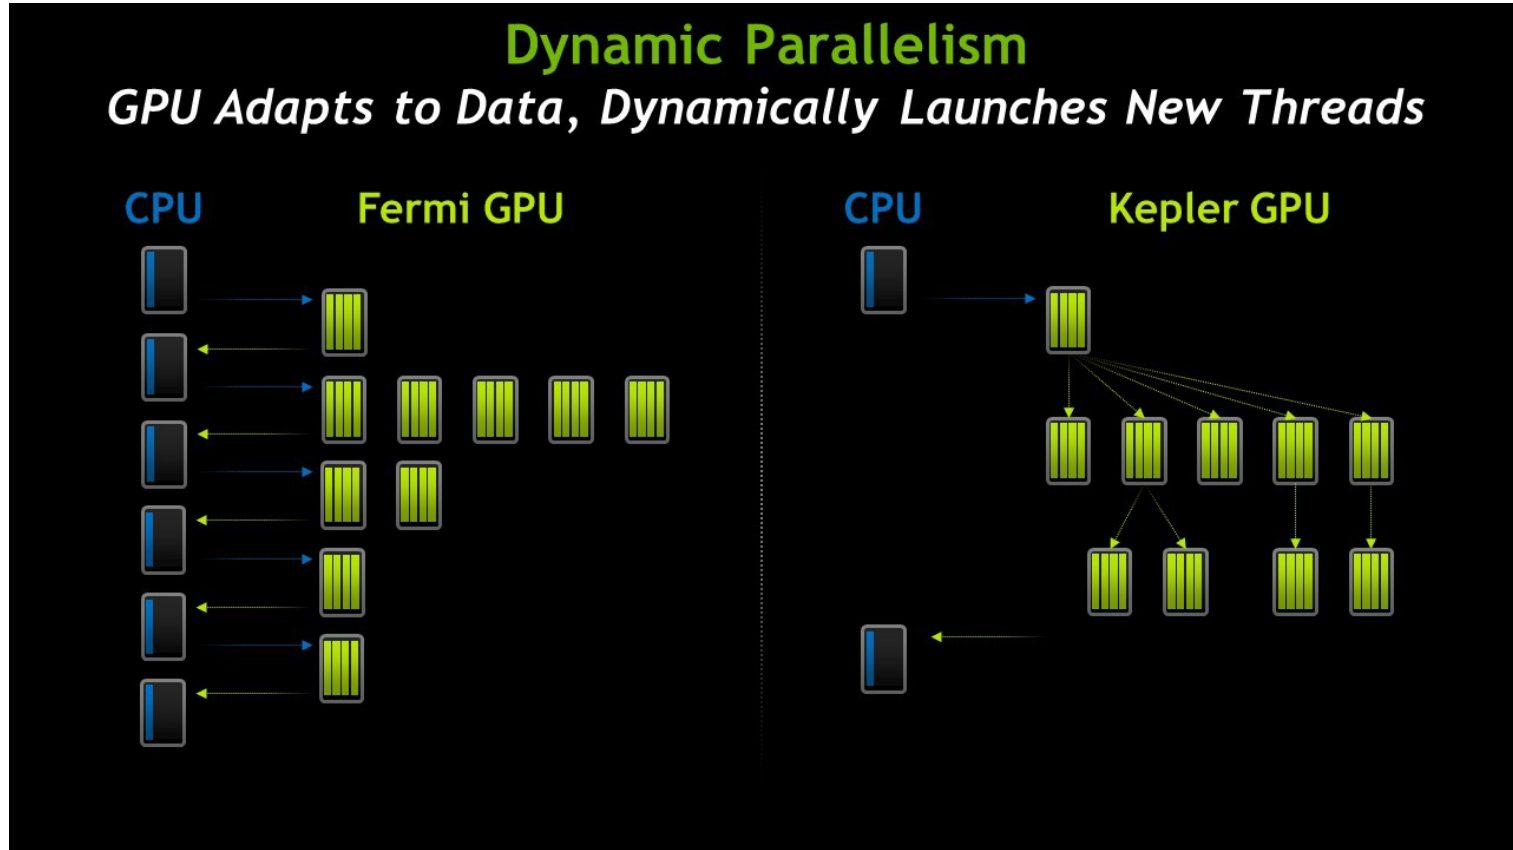 Dynamic Parallelism
GPU Adapts to Data, Dynamically Launches New Threads
CPU
Fermi GPU
CPU
Kepler GPU